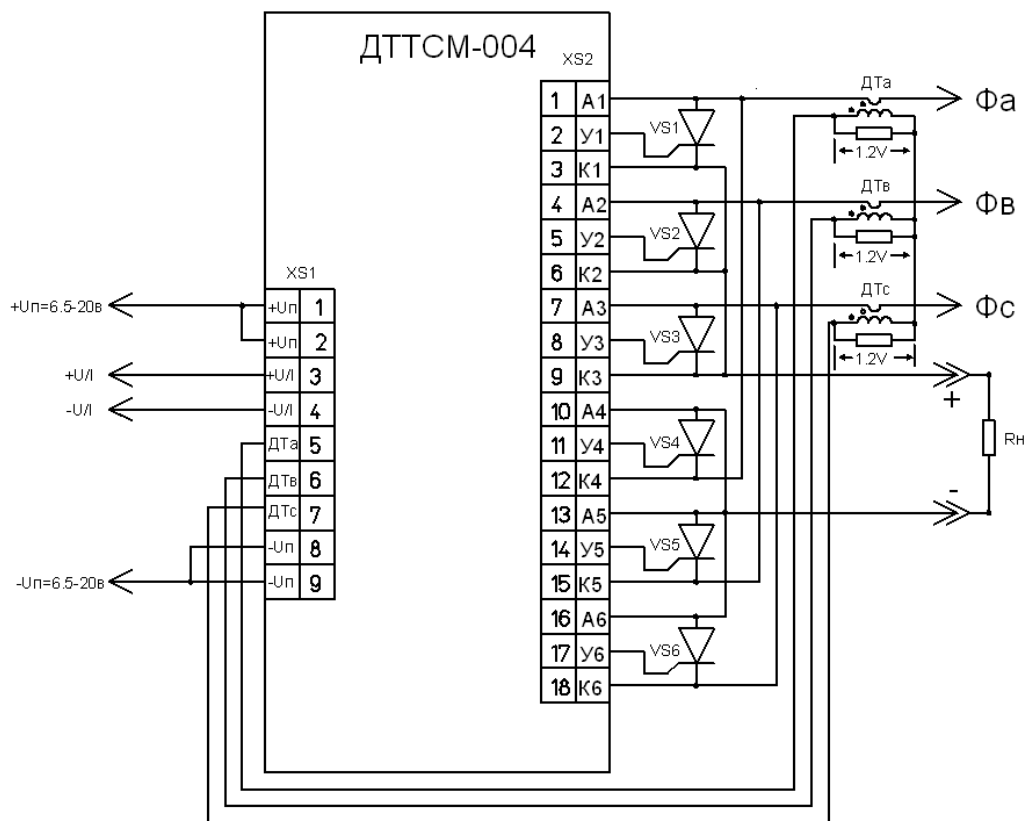 ДТТСМ-004
XS2
1 А1
2 У1
3 К1
4 А2
5 У2
6 К2
7 А3
8 У3
9 К3
10 А4
11 У4
12 К4
13 А5
14 У5
15 К5
16 А6
17 У6
18 К6
VS1
VS2
VS3
VS4
VS5
VS6
ДТа
Фа
1.2V
ДТв
Фв
1.2V
ДТс
Фс
1.2V
+
Rн
-
XS1
+Uп=6.5-20в
+Uп 1
+Uп 2
+U/I
+U/I 3
-U/I
-U/I 4
ДТа 5
ДТв 6
ДТс 7
-Uп 8
-Uп=6.5-20в
-Uп 9